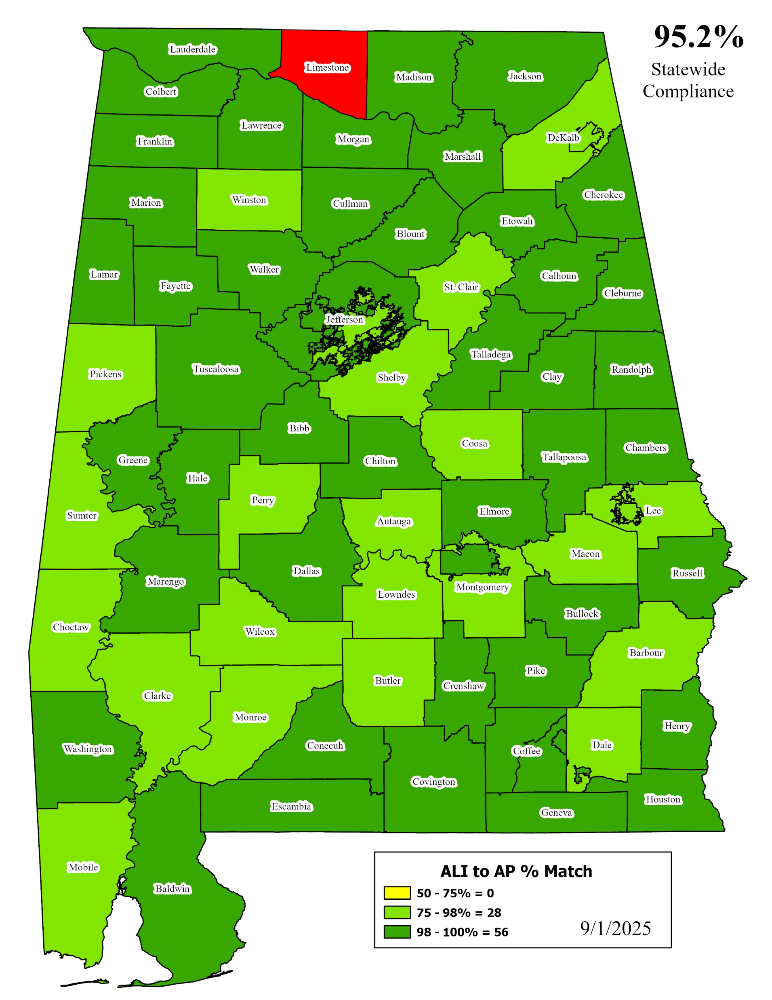 95.2%
Statewide
Compliance
Lauderdale
Limestone
Madison
Jackson
Colbert
Lawrence
Franklin
Morgan
DeKalb
Marshall
Marion
Winston
Cullman
Cherokee
Etowah
Blount
Lamar
Walker
Fayette
St. Clair
Calhoun
Cleburne
Jefferson
Pickens
Tuscaloosa
Talladega
Shelby
Clay
Randolph
Bibb
Coosa
Chambers
Tallapoosa
Greene
Chilton
Hale
Perry
Sumter
Autauga
Elmore
Lee
Macon
Dallas
Russell
Marengo
Montgomery
Lowndes
Bullock
Choctaw
Wilcox
Barbour
Pike
Butler
Crenshaw
Clarke
Monroe
Henry
Washington
Conecuh
Coffee
Dale
Covington
Escambia
Houston
Geneva
Mobile
Baldwin
ALI to AP % Match
50 - 75% = 0
75 - 98% = 28
98 - 100% = 56
9/1/2025